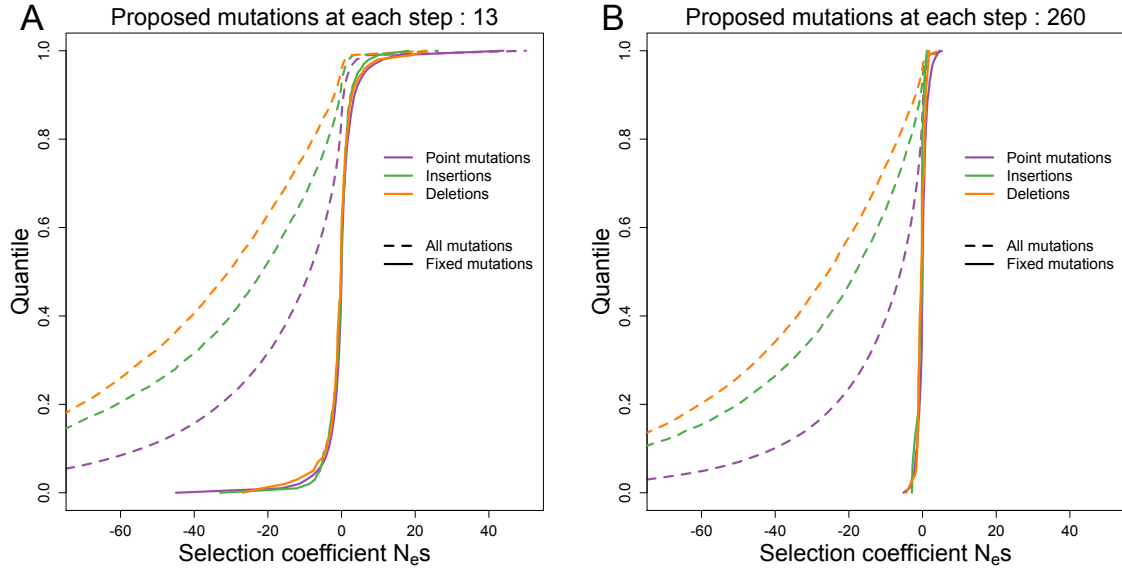 A
Proposed mutations at each step : 13
Quantile
0.0
0.2
0.4
0.6
0.8
1.0
Point mutations
Insertions
Deletions
All mutations
Fixed mutations
-60
-40
-20
0
20
40
Selection coefficient Nₑs
B
Proposed mutations at each step : 260
Quantile
0.0
0.2
0.4
0.6
0.8
1.0
Point mutations
Insertions
Deletions
All mutations
Fixed mutations
-60
-40
-20
0
20
40
Selection coefficient Nₑs